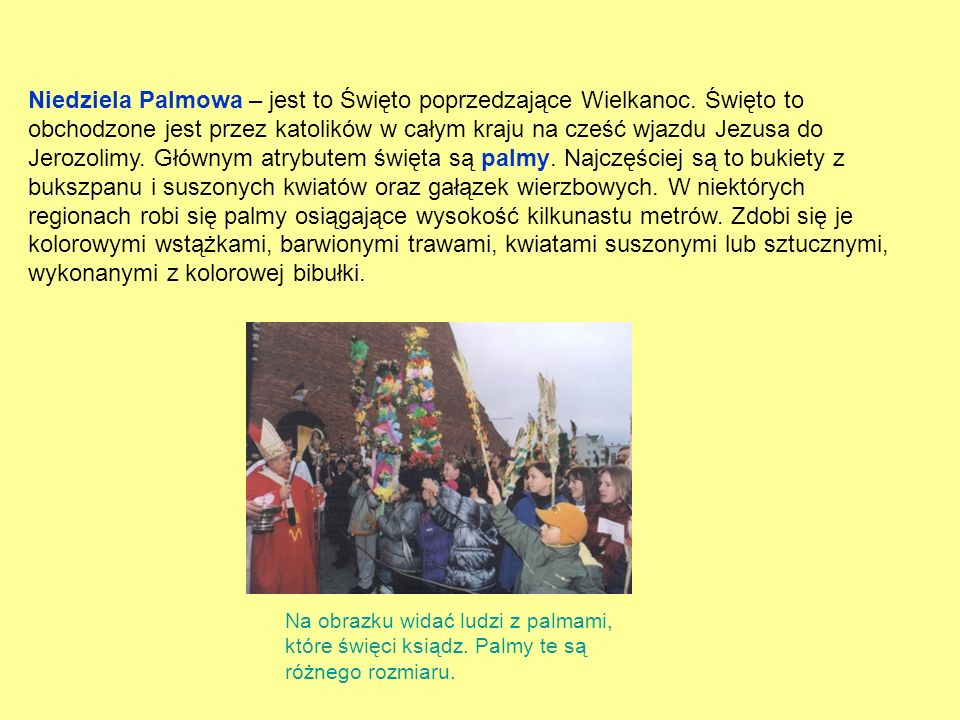 Niedziela Palmowa – jest to Święto poprzedzające Wielkanoc. Święto to
obchodzone jest przez katolików w całym kraju na cześć wjazdu Jezusa do
Jerozolimy. Głównym atrybutem święta są palmy. Najczęściej są to bukiety z
bukszpanu i suszonych kwiatów oraz gałązek wierzbowych. W niektórych
regionach robi się palmy osiągające wysokość kilkunastu metrów. Zdobi się je
kolorowymi wstążkami, barwionymi trawami, kwiatami suszonymi lub sztucznymi,
wykonanymi z kolorowej bibułki.
Na obrazku widać ludzi z palmami,
które święci ksiądz. Palmy te są
różnego rozmiaru.